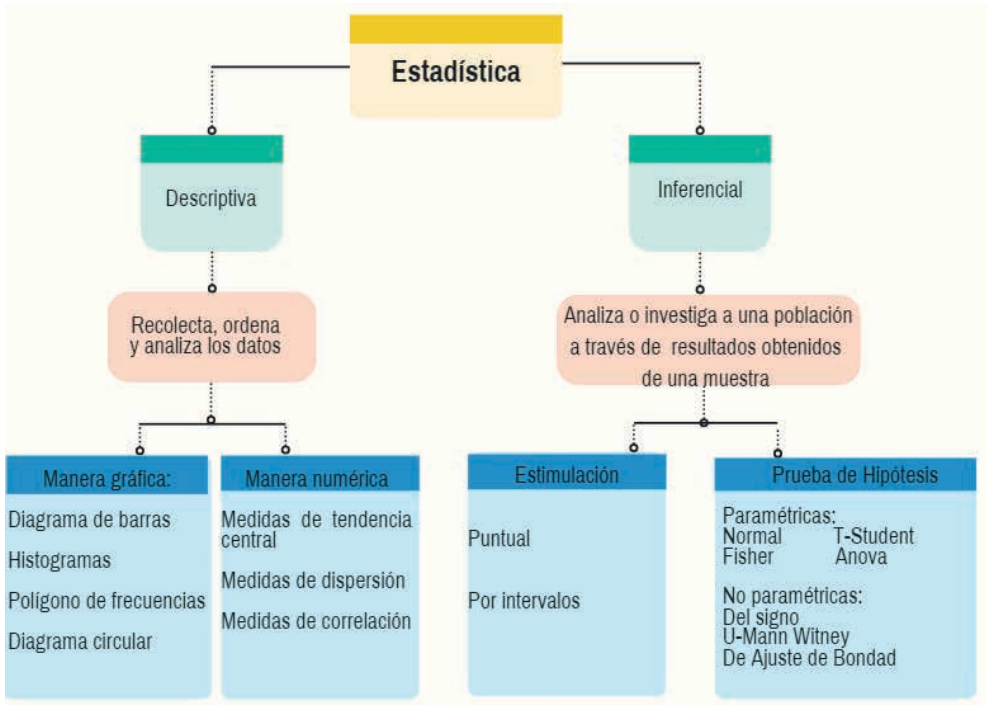 Estadística
Descriptiva
Inferencial
Recolecta, ordena
y analiza los datos
Analiza o investiga a una población
a través de resultados obtenidos
de una muestra
Manera gráfica:
Diagrama de barras
Histogramas
Polígono de frecuencias
Diagrama circular
Manera numérica
Medidas de tendencia
central
Medidas de dispersión
Medidas de correlación
Estimulación
Puntual
Por intervalos
Prueba de Hipótesis
Paramétricas:
Normal T-Student
Fisher Anova
No paramétricas:
Del signo
U-Mann Witney
De Ajuste de Bondad